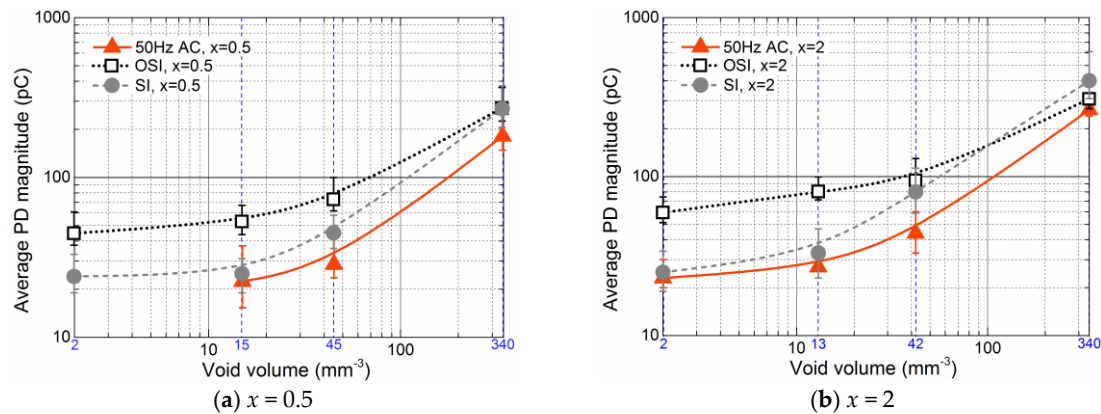 1000
50Hz AC, x=0.5
OSI, x=0.5
SI, x=0.5
Average PD magnitude (pC)
100
10
2
10
15
45
100
340
Void volume (mm⁻³)
(a) x = 0.5
1000
50Hz AC, x=2
OSI, x=2
SI, x=2
Average PD magnitude (pC)
100
10
2
10
13
42
100
340
Void volume (mm⁻³)
(b) x = 2